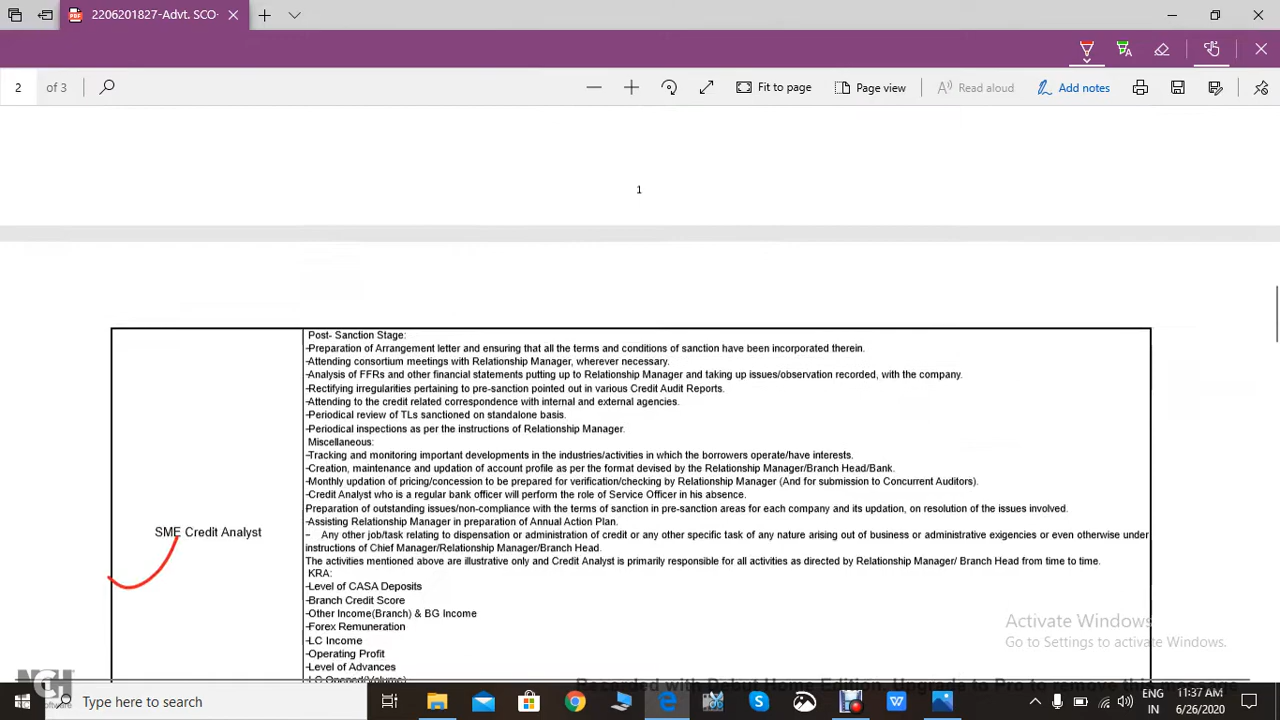 2206201827-Advt. SCO-
2 of 3
Fit to page
Page view
Read aloud
Add notes
1
Post- Sanction Stage:
-Preparation of Arrangement letter and ensuring that all the terms and conditions of sanction have been incorporated therein.
-Attending consortium meetings with Relationship Manager, wherever necessary.
-Analysis of FFRs and other financial statements putting up to Relationship Manager and taking up issues/observation recorded, with the company.
-Rectifying irregularities pertaining to pre-sanction pointed out in various Credit Audit Reports.
-Attending to the credit related correspondence with internal and external agencies.
-Periodical review of TLs sanctioned on standalone basis.
-Periodical inspections as per the instructions of Relationship Manager.
Miscellaneous:
-Tracking and monitoring important developments in the industries/activities in which the borrowers operate/have interests.
-Creation, maintenance and updation of account profile as per the format devised by the Relationship Manager/Branch Head/Bank.
-Monthly updation of pricing/concession to be prepared for verification/checking by Relationship Manager (And for submission to Concurrent Auditors).
-Credit Analyst who is a regular bank officer will perform the role of Service Officer in his absence.
Preparation of outstanding issues/non-compliance with the terms of sanction in pre-sanction areas for each company and its updation, on resolution of the issues involved.
-Assisting Relationship Manager in preparation of Annual Action Plan.
SME Credit Analyst
- Any other job/task relating to dispensation or administration of credit or any other specific task of any nature arising out of business or administrative exigencies or even otherwise under
instructions of Chief Manager/Relationship Manager/Branch Head.
The activities mentioned above are illustrative only and Credit Analyst is primarily responsible for all activities as directed by Relationship Manager/ Branch Head from time to time.
KRA:
-Level of CASA Deposits
-Branch Credit Score
-Other Income(Branch) & BG Income
-Forex Remuneration
-LC Income
-Operating Profit
-Level of Advances
-LC Opened(Volume)
Activate Windows
Go to Settings to activate Windows.
Recorded with Debut Home Edition. Upgrade to Pro to remove this message
NCH
Software
Type here to search
ENG
IN
11:37 AM
6/26/2020